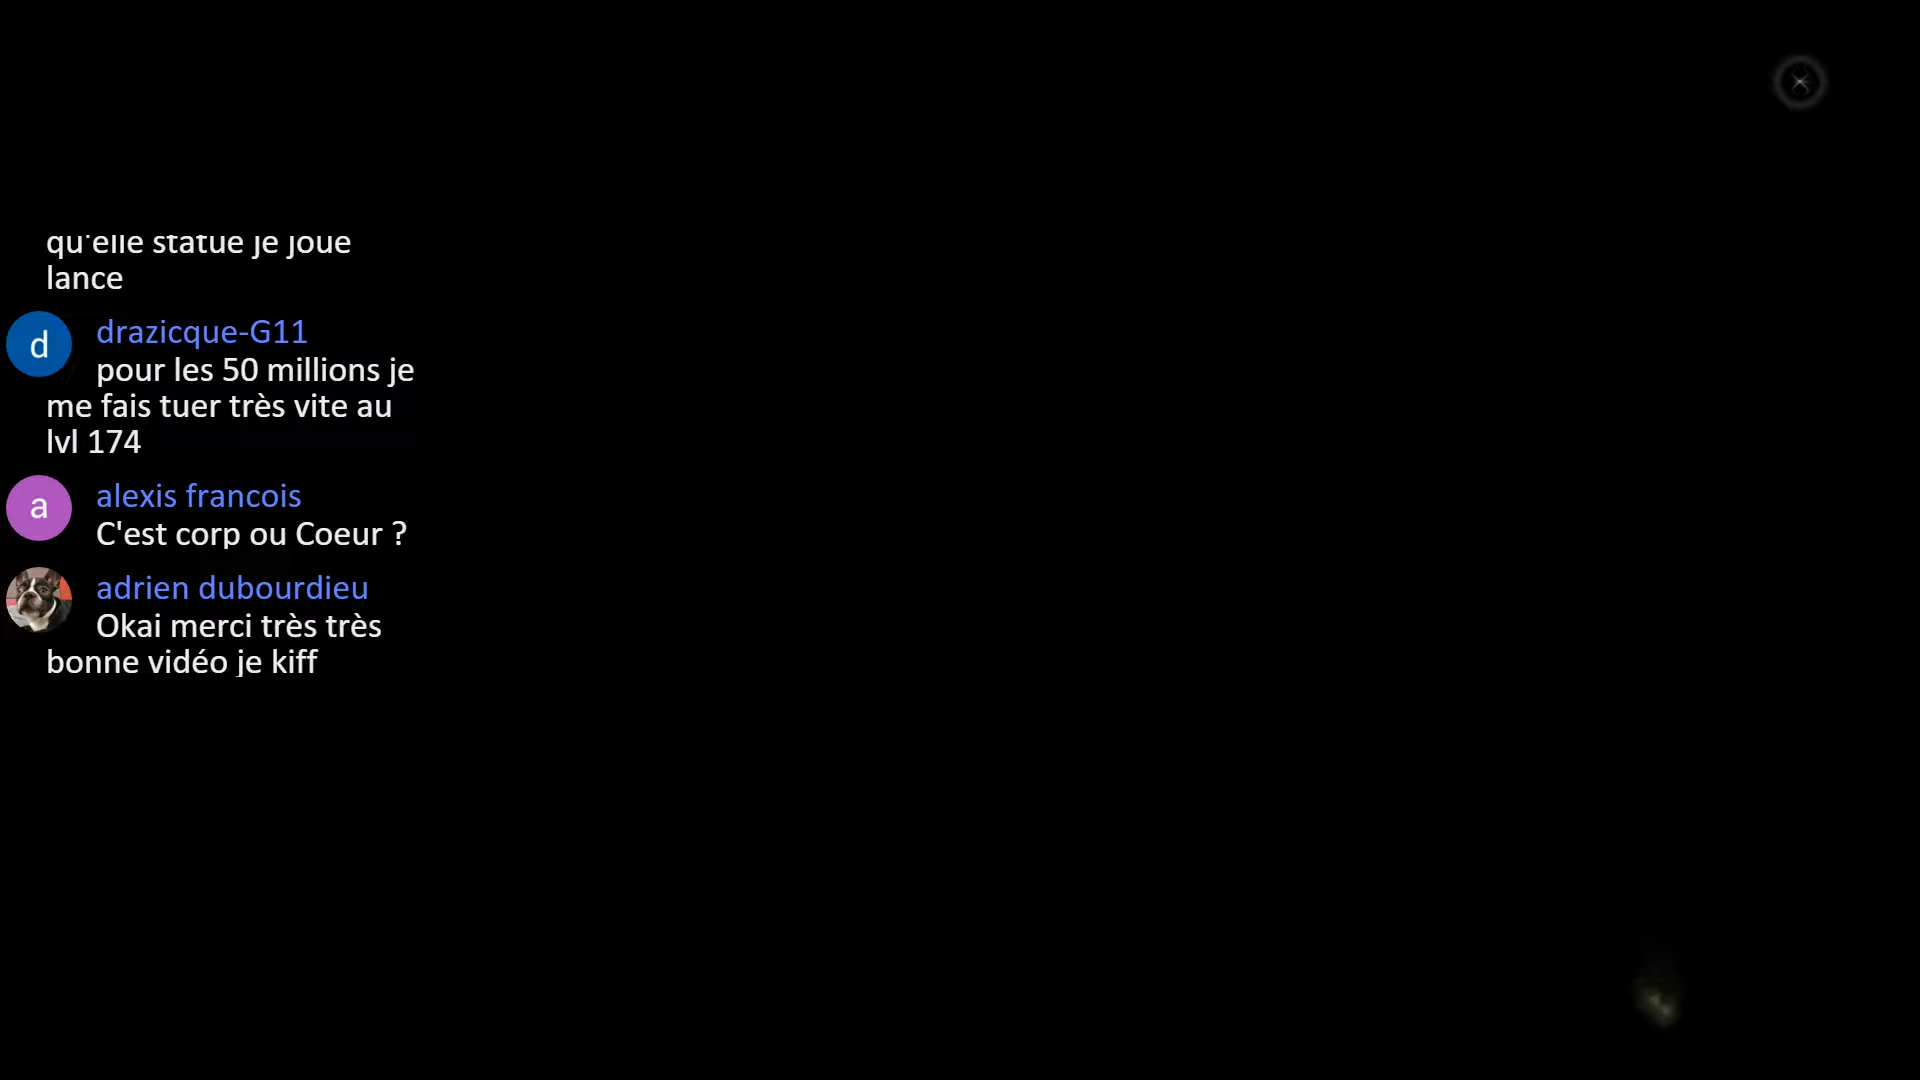 qu'elle statue je joue
lance
d
drazicque-G11
pour les 50 millions je
me fais tuer très vite au
lvl 174
a
alexis francois
C'est corp ou Coeur ?
adrien dubourdieu
Okai merci très très
bonne vidéo je kiff